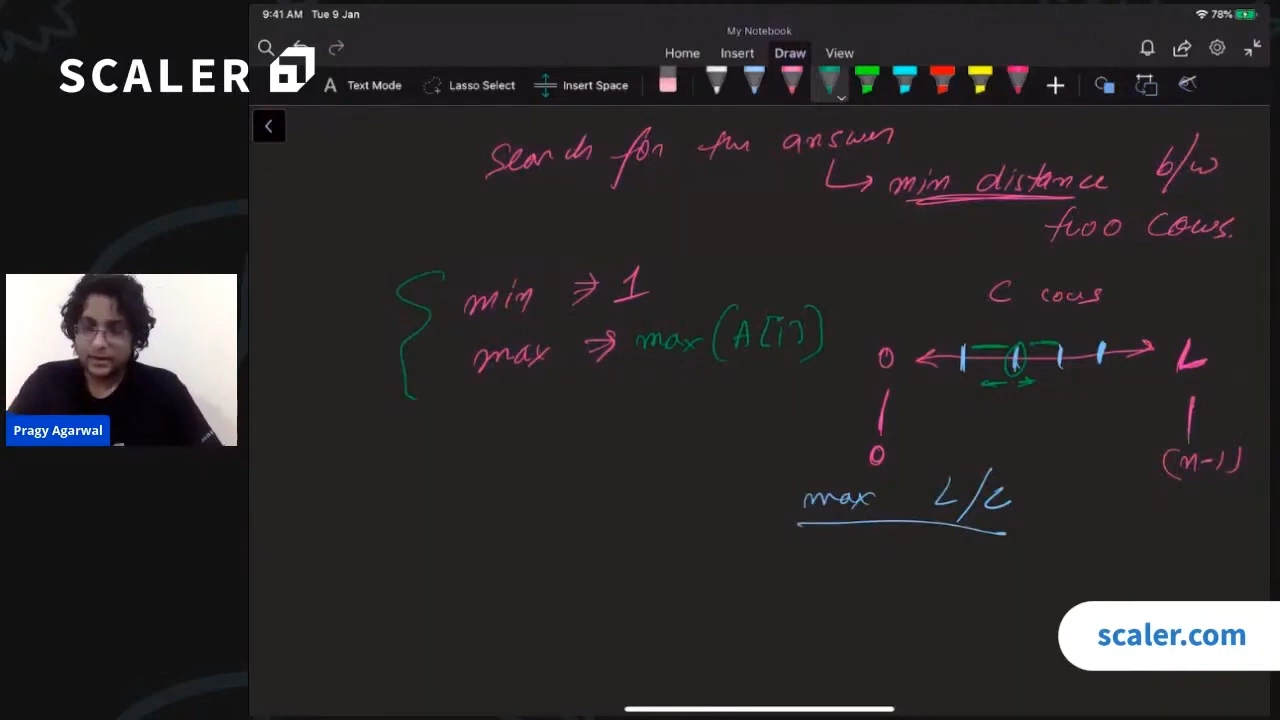 9:41 AM Tue 9 Jan
78%
My Notebook
Home Insert Draw View
SCALER
Text Mode
Lasso Select
Insert Space
Search for the answer
min distance b/w
two cows.
min ⇒ 1
max ⇒ max(A[i])
C cows
0 L
0 (n-1)
max L/C
Pragy Agarwal
scaler.com